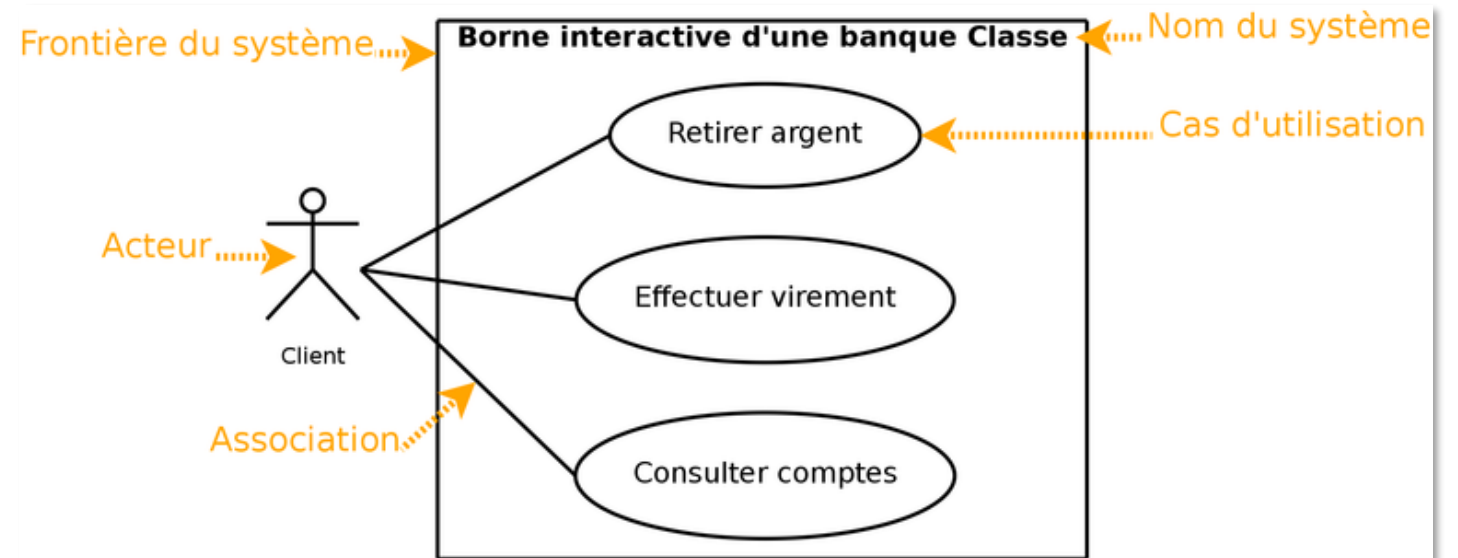 Nom du système
Frontière du système
Borne interactive d'une banque Classe
Cas d'utilisation
Retirer argent
Acteur
Effectuer virement
Client
Association
Consulter comptes